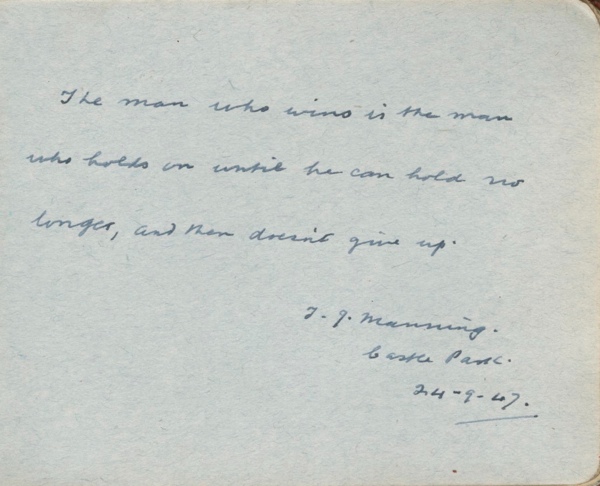 The man who wins is the man
who holds on until he can hold no
longer, and then doesn't give up.
T. J. Manning.
Castle Park.
24-9-47.